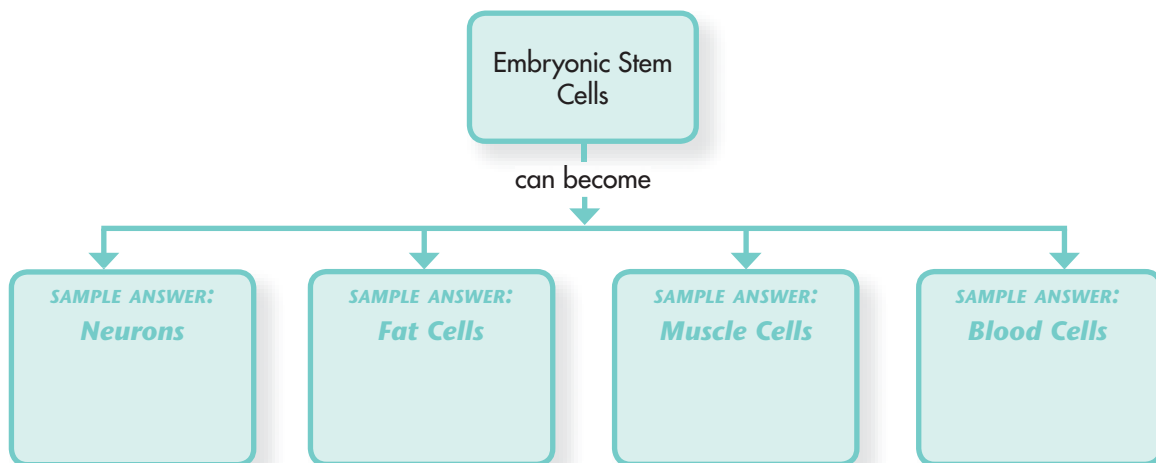 Embryonic Stem
Cells
can become
SAMPLE ANSWER:
Neurons
SAMPLE ANSWER:
Fat Cells
SAMPLE ANSWER:
Muscle Cells
SAMPLE ANSWER:
Blood Cells